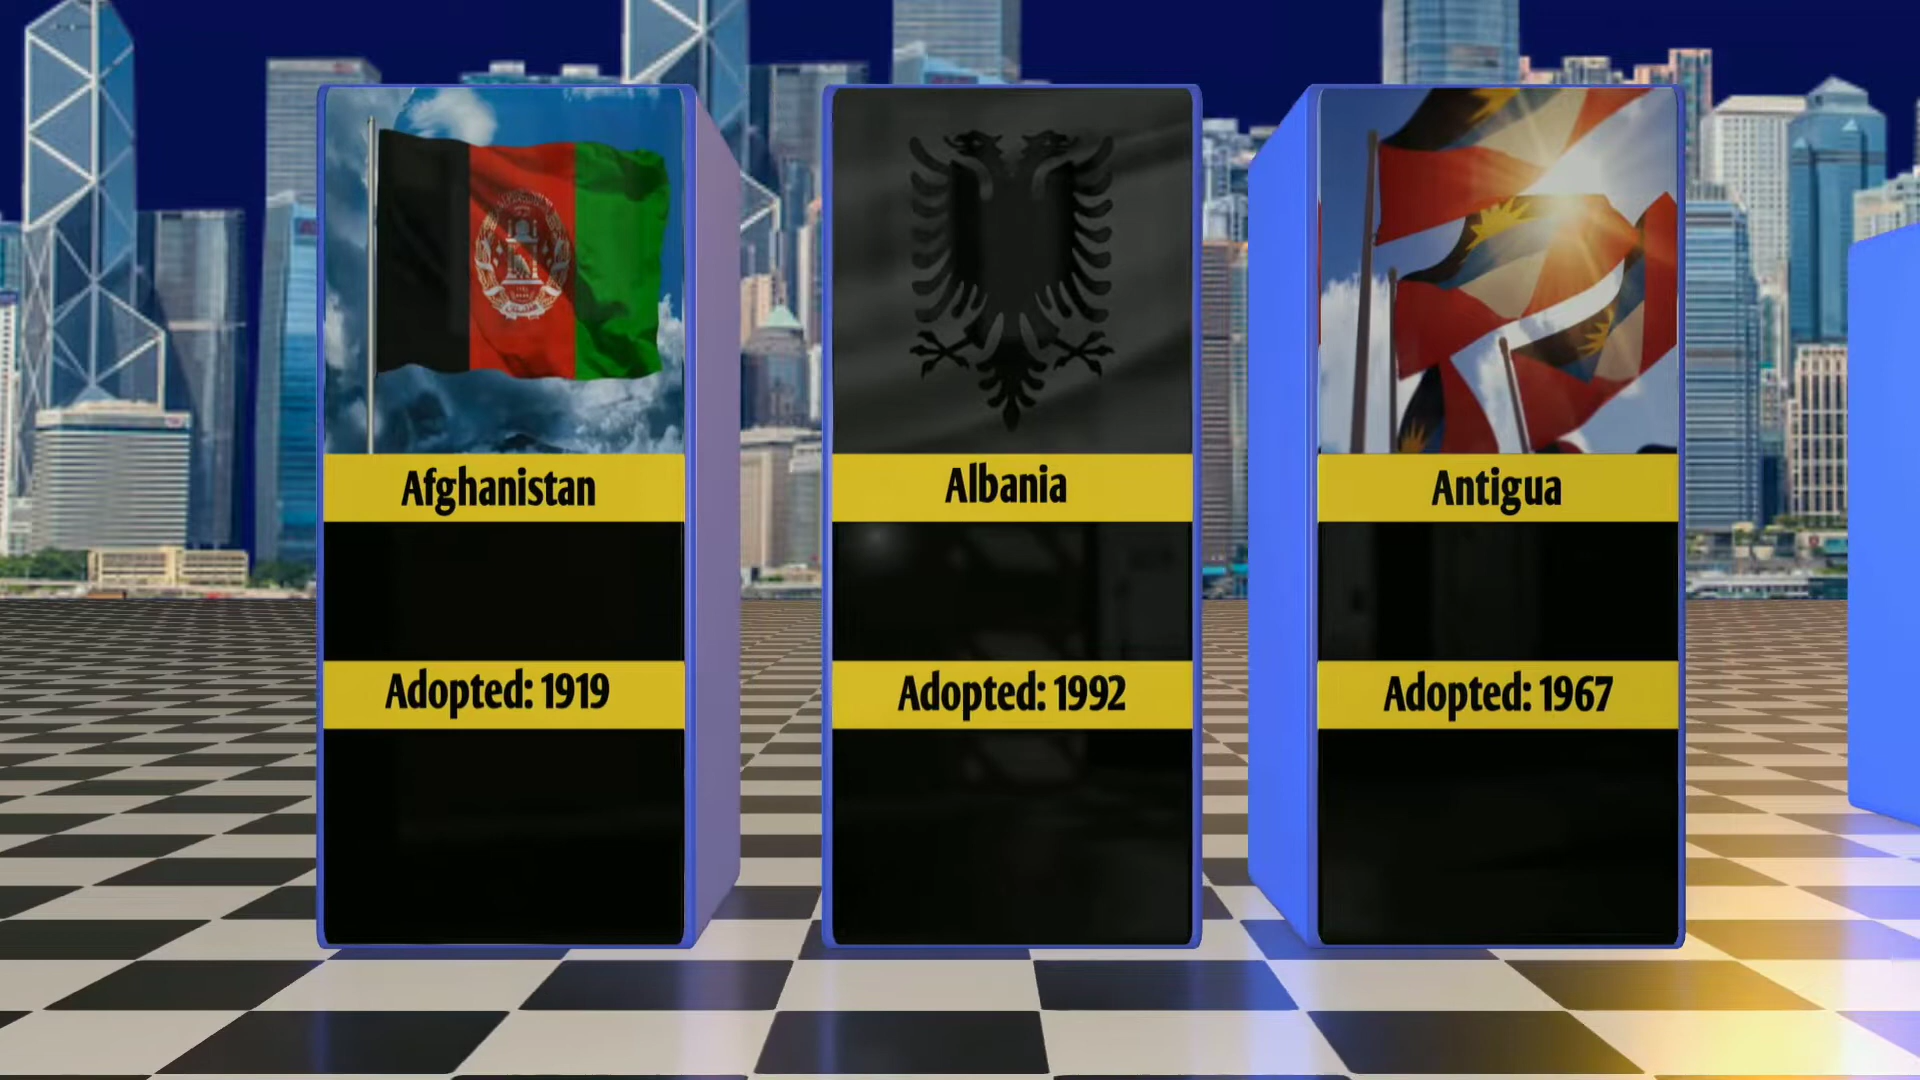 Afghanistan
Adopted: 1919
Albania
Adopted: 1992
Antigua
Adopted: 1967